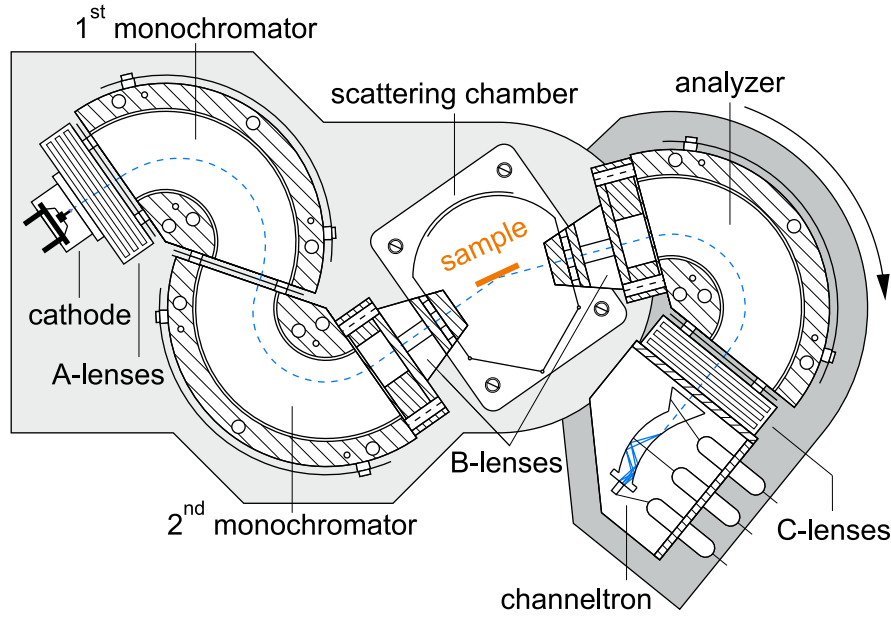 1st monochromator
analyzer
scattering chamber
sample
cathode
A-lenses
B-lenses
2nd monochromator
C-lenses
channeltron